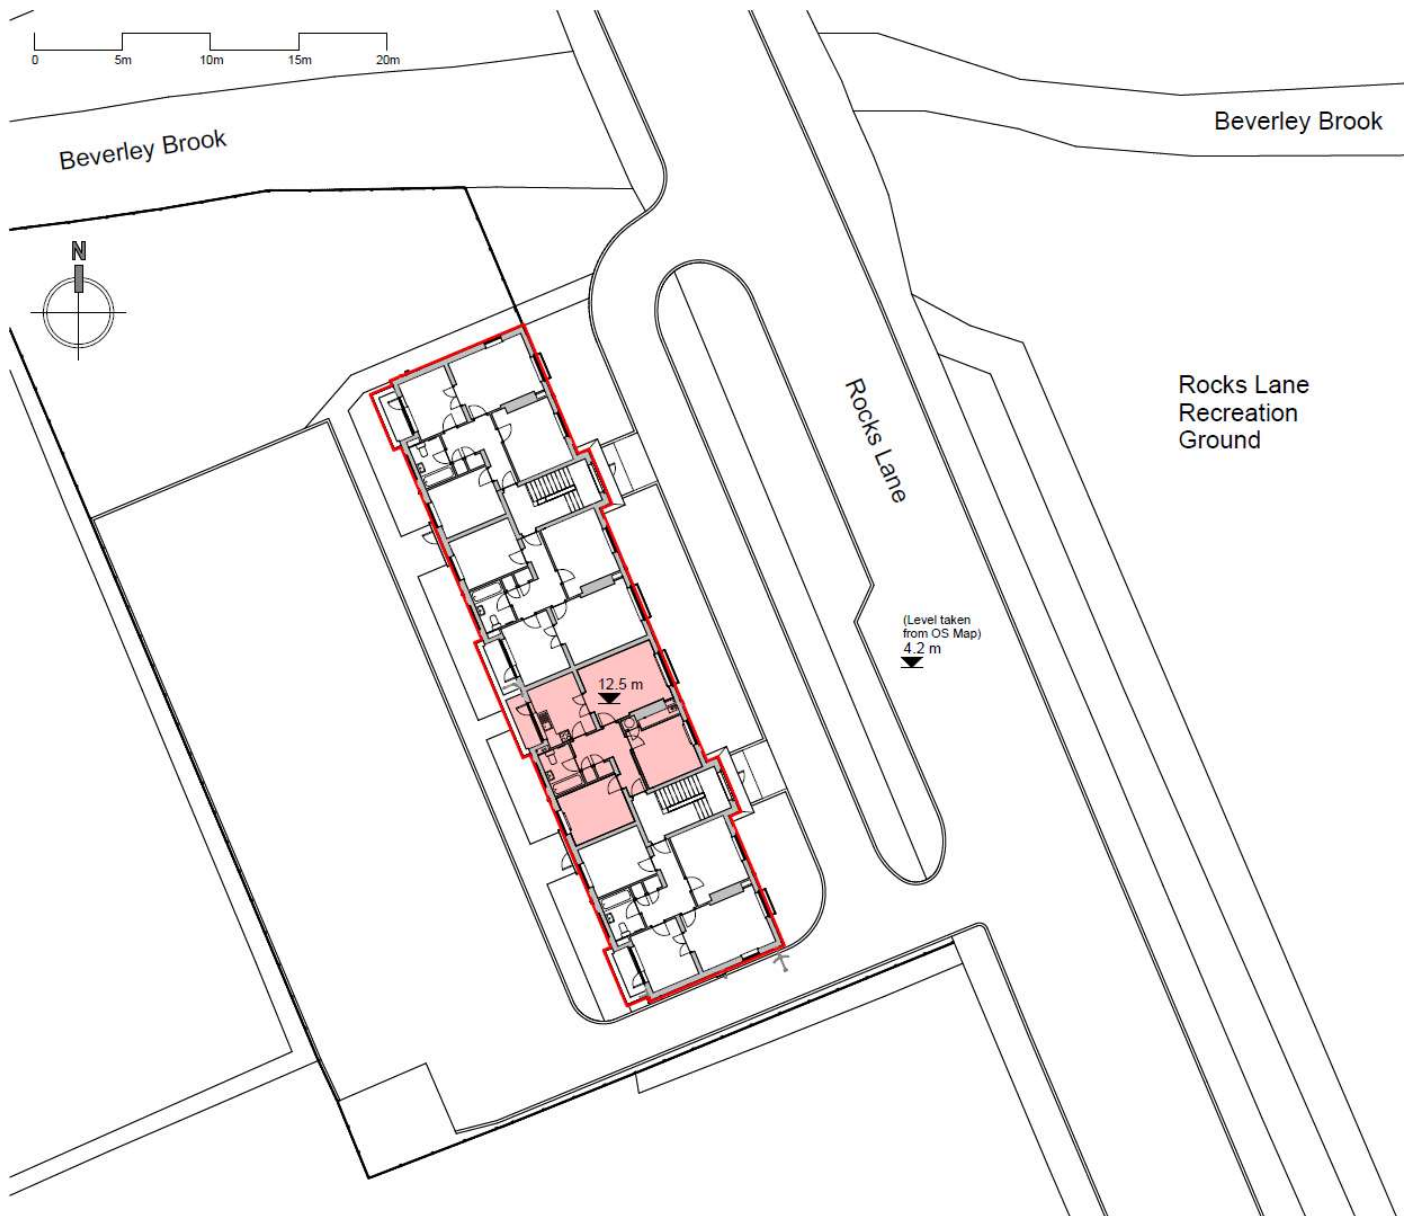 0 5m 10m 15m 20m
Beverley Brook
Beverley Brook
N
Rocks Lane
Recreation
Ground
Rocks Lane
(Level taken
from OS Map)
4.2 m
12.5 m